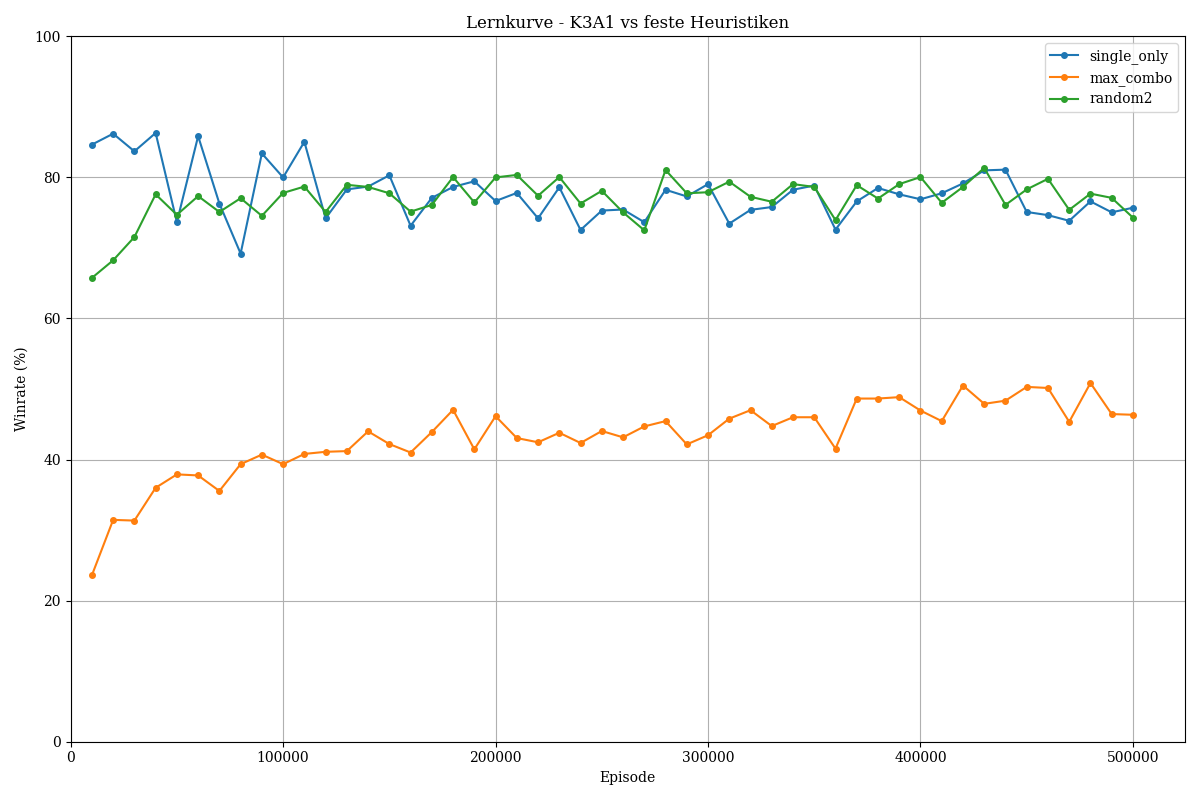 Lernkurve - K3A1 vs feste Heuristiken
100
80
60
40
20
0
Winrate (%)
single_only
max_combo
random2
0
100000
200000
300000
400000
500000
Episode